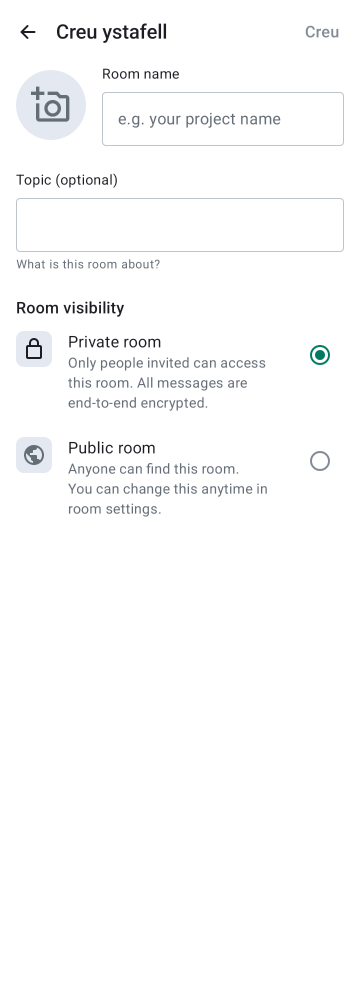 Creu ystafell
Creu
Room name
e.g. your project name
Topic (optional)
What is this room about?
Room visibility
Private room
Only people invited can access
this room. All messages are
end-to-end encrypted.
Public room
Anyone can find this room.
You can change this anytime in
room settings.